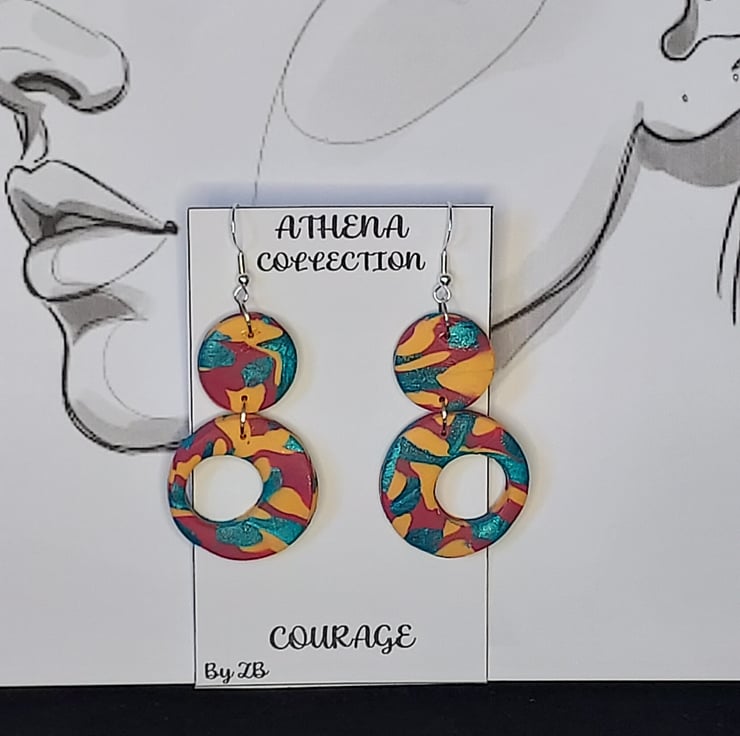 ATHENA
COLLECTION
COURAGE
By ZB